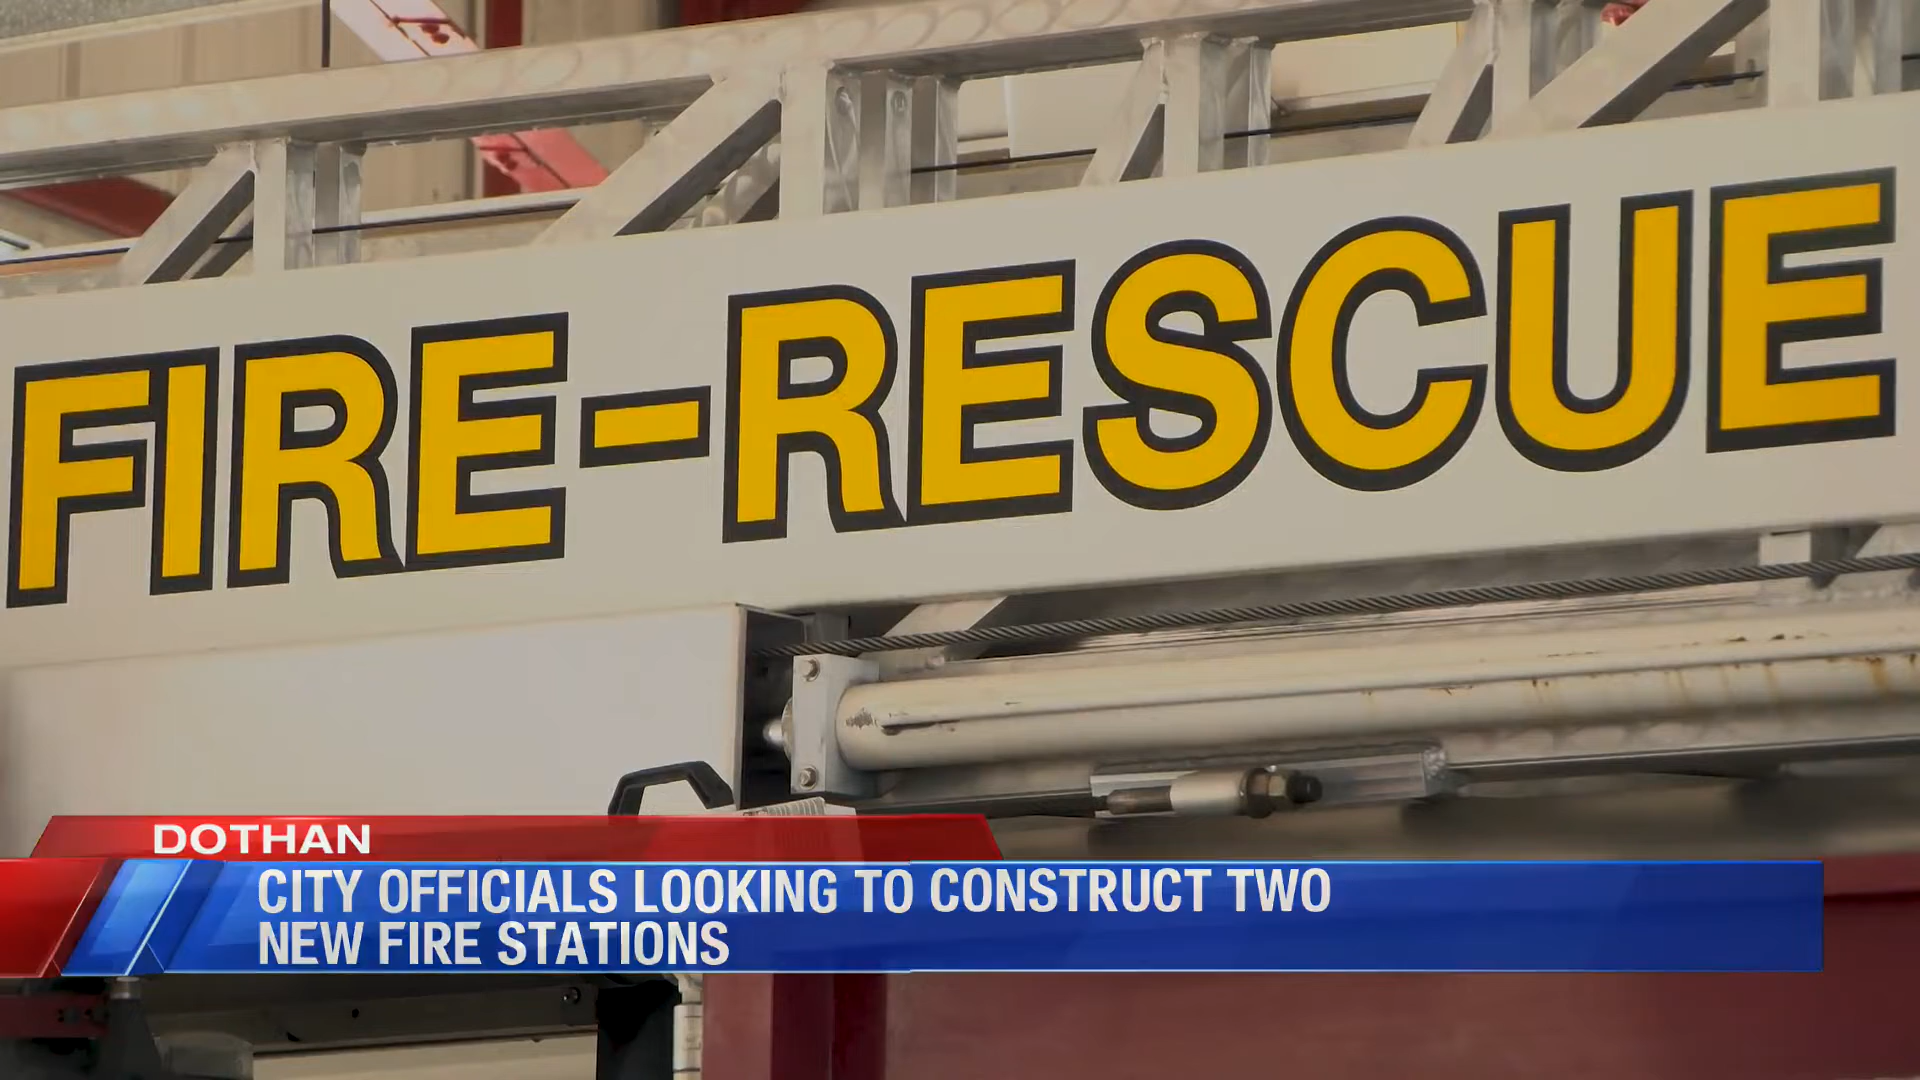 FIRE-RESCUE
DOTHAN
CITY OFFICIALS LOOKING TO CONSTRUCT TWO
NEW FIRE STATIONS